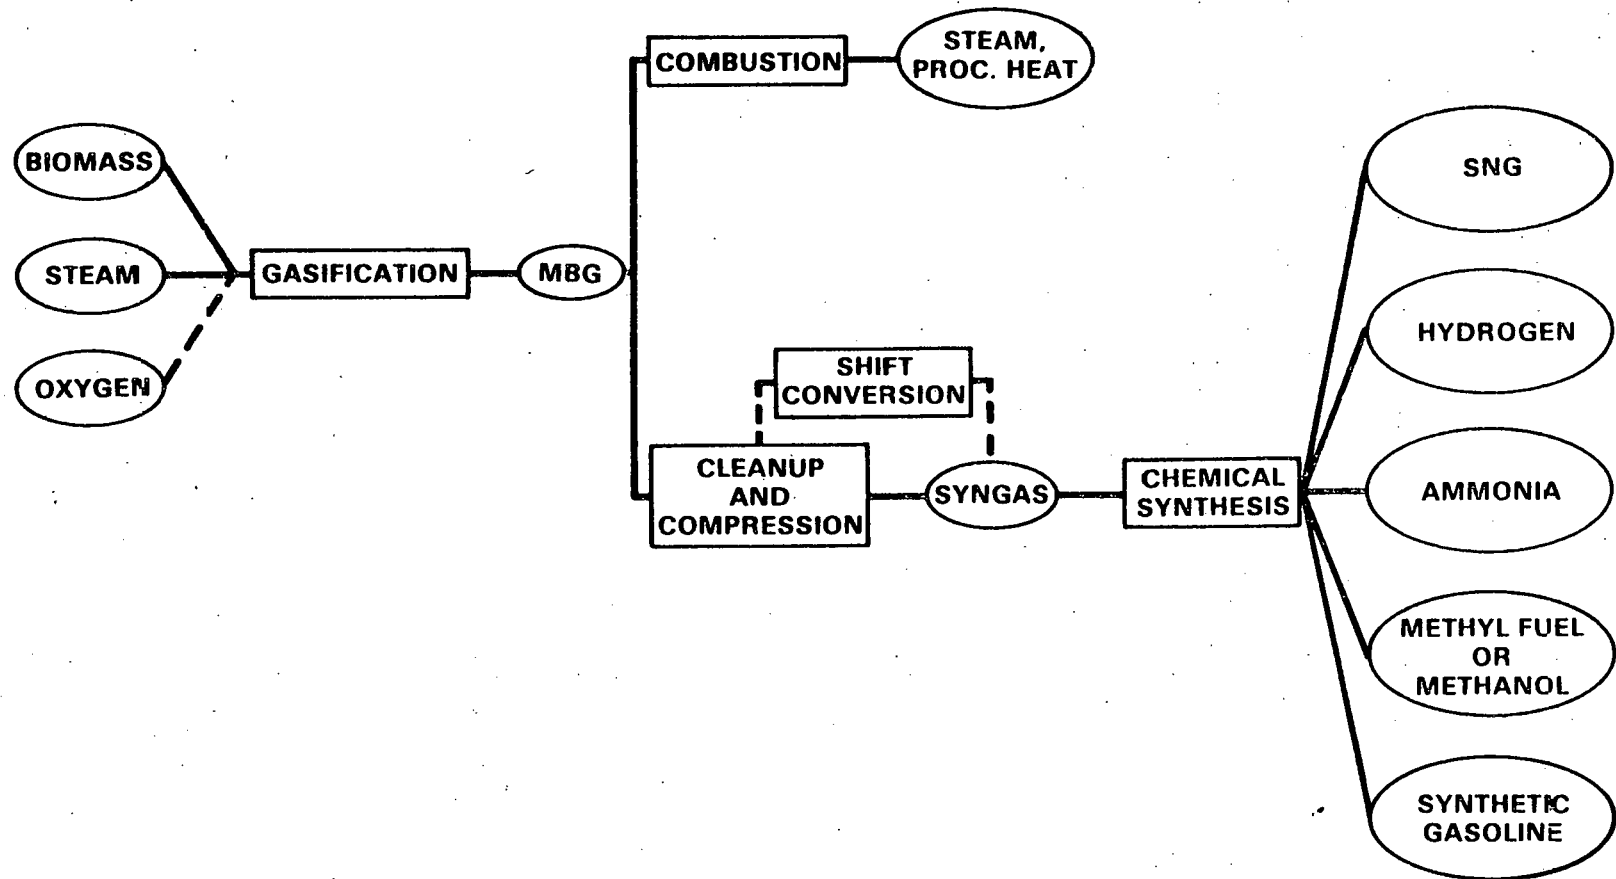 COMBUSTION
STEAM,
PROC. HEAT
BIOMASS
STEAM
OXYGEN
GASIFICATION
MBG
SHIFT
CONVERSION
CLEANUP
AND
COMPRESSION
SYNGAS
CHEMICAL
SYNTHESIS
SNG
HYDROGEN
AMMONIA
METHYL FUEL
OR
METHANOL
SYNTHETIC
GASOLINE